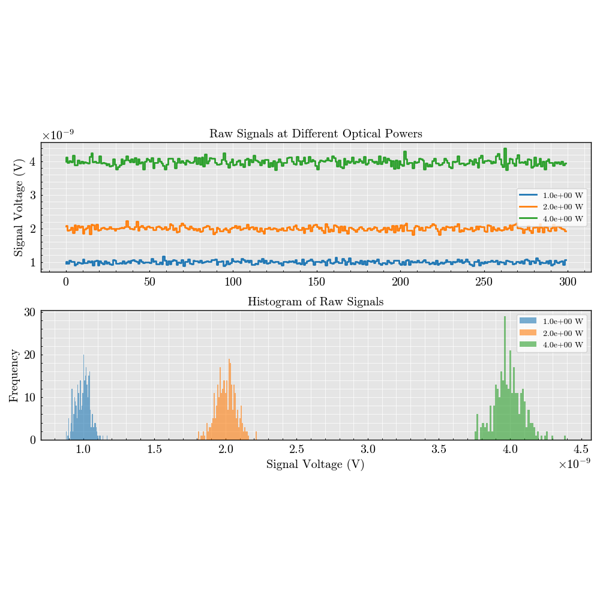 Raw Signals at Different Optical Powers
×10⁻⁹
Signal Voltage (V)
4
3
2
1
1.0e+00 W
2.0e+00 W
4.0e+00 W
0 50 100 150 200 250 300
Histogram of Raw Signals
Frequency
30
20
10
0
1.0e+00 W
2.0e+00 W
4.0e+00 W
1.0 1.5 2.0 2.5 3.0 3.5 4.0 4.5
Signal Voltage (V)
×10⁻⁹